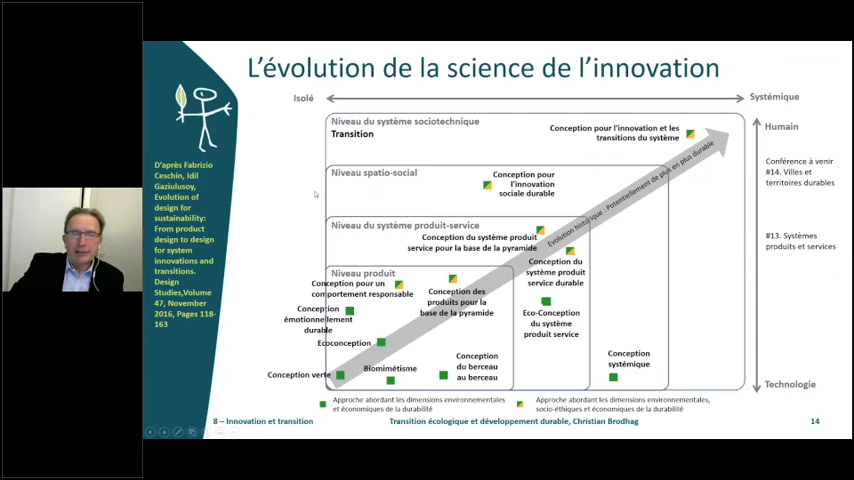 L'évolution de la science de l'innovation
Isolé
Systémique
Niveau du système sociotechnique
Transition
Conception pour l'innovation et les
transitions du système
Humain
Conférence à venir
#14. Villes et
territoires durables
#13. Systèmes
produits et services
Technologie
Niveau spatio-social
Conception pour
l'innovation
sociale durable
Evolution historique : Potentiellement de plus en plus durable
Niveau du système produit-service
Conception du système produit
service pour la base de la pyramide
Conception du
système produit
service durable
Niveau produit
Conception pour un
comportement responsable
Conception des
produits pour la
base de la pyramide
Conception
émotionnellement
durable
Eco-Conception
du système
produit service
Ecoconception
Conception verte
Biomimétisme
Conception
du berceau
au berceau
Conception
systémique
D'après Fabrizio
Ceschin, Idil
Gaziulusoy,
Evolution of
design for
sustainability:
From product
design to design
for system
innovations and
transitions.
Design
Studies,Volume
47, November
2016, Pages 118-
163
Approche abordant les dimensions environnementales
et économiques de la durabilité
Approche abordant les dimensions environnementales,
socio-éthiques et économiques de la durabilité
8 – Innovation et transition
Transition écologique et développement durable, Christian Brodhag
14